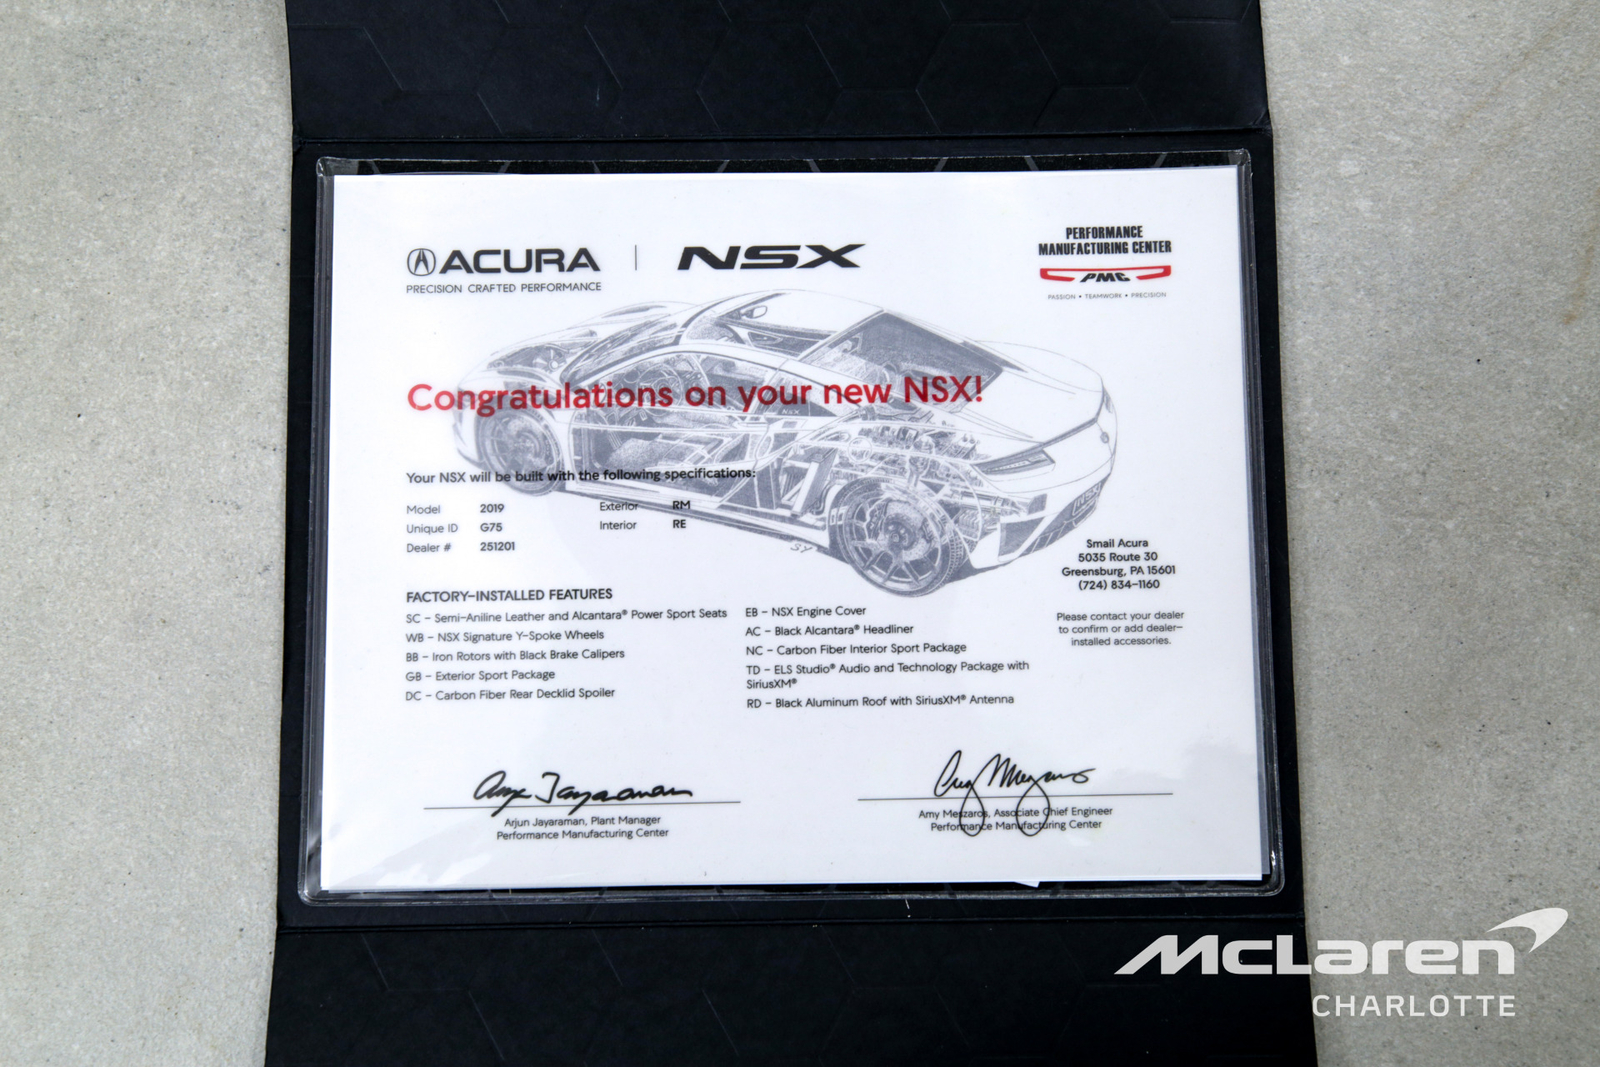 ACURA | NSX
PRECISION CRAFTED PERFORMANCE
PERFORMANCE
MANUFACTURING CENTER
PMC
PASSION • TEAMWORK • PRECISION
Congratulations on your new NSX!
NSX
Your NSX will be built with the following specifications:
Model 2019 Exterior RM
Unique ID G75 Interior RE
Dealer # 251201
SY
Smail Acura
5035 Route 30
Greensburg, PA 15601
(724) 834-1160
Please contact your dealer
to confirm or add dealer-
installed accessories.
FACTORY-INSTALLED FEATURES
SC - Semi-Aniline Leather and Alcantara® Power Sport Seats
WB - NSX Signature Y-Spoke Wheels
BB - Iron Rotors with Black Brake Calipers
GB - Exterior Sport Package
DC - Carbon Fiber Rear Decklid Spoiler
EB - NSX Engine Cover
AC - Black Alcantara® Headliner
NC - Carbon Fiber Interior Sport Package
TD - ELS Studio® Audio and Technology Package with
SiriusXM®
RD - Black Aluminum Roof with SiriusXM® Antenna
Arjun Jayaraman
Arjun Jayaraman, Plant Manager
Performance Manufacturing Center
Amy Meszaros
Amy Meszaros, Associate Chief Engineer
Performance Manufacturing Center
McLaren
CHARLOTTE